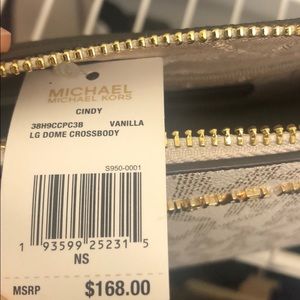 MICHAEL
MICHAEL KORS
CINDY
38H9CCPC3B VANILLA
LG DOME CROSSBODY
S950-0001
1 93599 25231 5
NS
MSRP $168.00